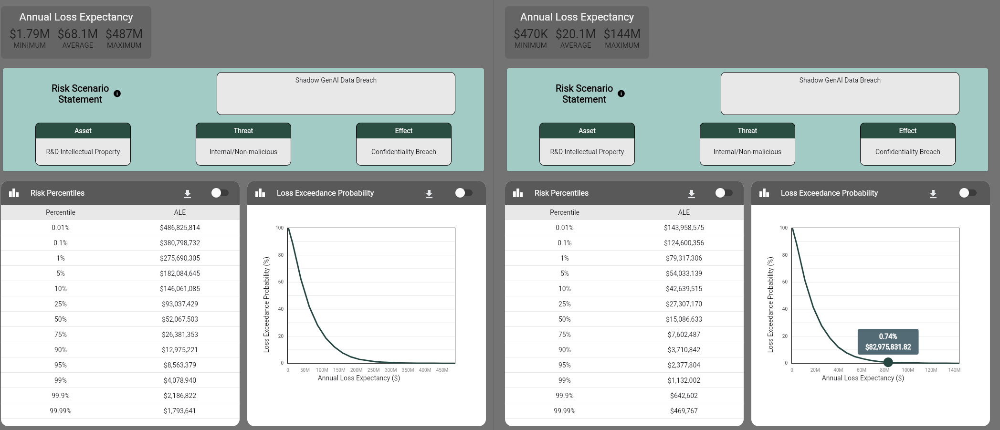 Annual Loss Expectancy
$1.79M $68.1M $487M
MINIMUM AVERAGE MAXIMUM
Risk Scenario
Statement
Shadow GenAI Data Breach
Asset Threat Effect
R&D Intellectual Property Internal/Non-malicious Confidentiality Breach
Risk Percentiles
Percentile ALE
0.01% $486,825,814
0.1% $380,798,732
1% $275,690,305
5% $182,084,645
10% $146,061,085
25% $93,037,429
50% $52,067,503
75% $26,381,353
90% $12,975,221
95% $8,563,379
99% $4,078,940
99.9% $2,186,822
99.99% $1,793,641
Loss Exceedance Probability
Loss Exceedance Probability (%)
100
80
60
40
20
0
0 50M 100M 150M 200M 250M 300M 350M 400M 450M
Annual Loss Expectancy ($)
Annual Loss Expectancy
$470K $20.1M $144M
MINIMUM AVERAGE MAXIMUM
Risk Scenario
Statement
Shadow GenAI Data Breach
Asset Threat Effect
R&D Intellectual Property Internal/Non-malicious Confidentiality Breach
Risk Percentiles
Percentile ALE
0.01% $143,958,575
0.1% $124,600,356
1% $79,317,306
5% $54,033,139
10% $42,639,515
25% $27,307,170
50% $15,086,633
75% $7,602,487
90% $3,710,842
95% $2,377,804
99% $1,132,002
99.9% $642,602
99.99% $469,767
Loss Exceedance Probability
Loss Exceedance Probability (%)
100
80
60
40
20
0
0.74%
$82,975,831.82
0 20M 40M 60M 80M 100M 120M 140M
Annual Loss Expectancy ($)